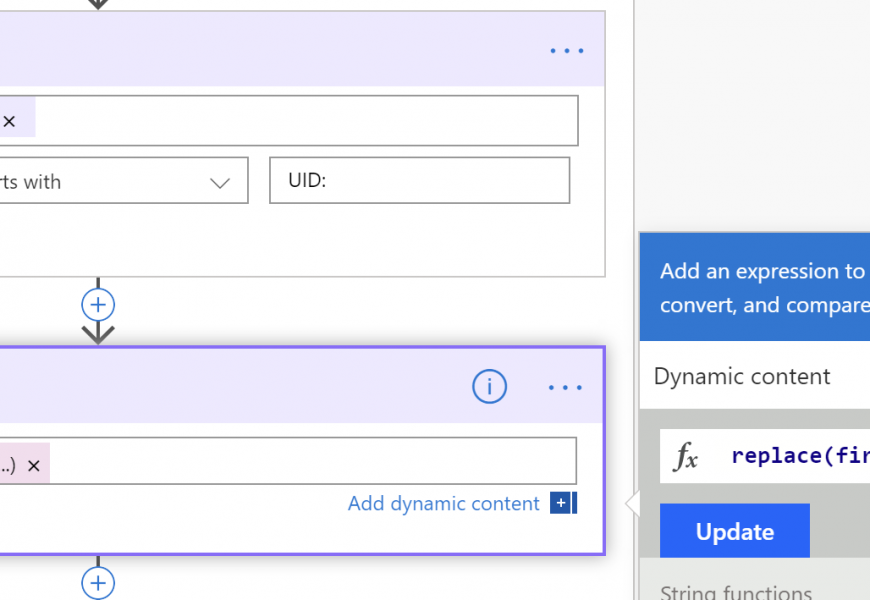 rts with
UID:
..)
Add dynamic content
Add an expression to
convert, and compare
Dynamic content
fx replace(fir
Update
String functions